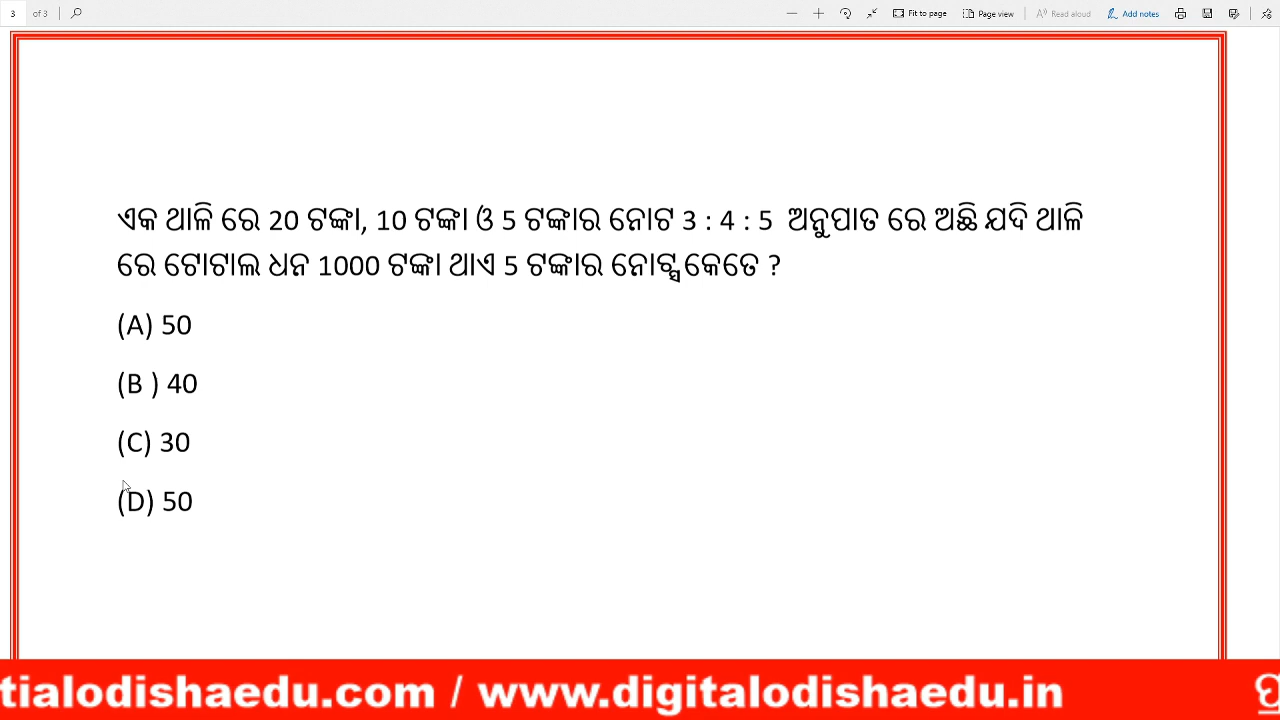 3 of 3 Fit to page Page view Read aloud Add notes
ଏକ ଥାଳି ରେ 20 ଟଙ୍କା, 10 ଟଙ୍କା ଓ 5 ଟଙ୍କାର ନୋଟ 3 : 4 : 5 ଅନୁପାତ ରେ ଅଛି ଯଦି ଥାଳି
ରେ ଟୋଟାଲ ଧନ 1000 ଟଙ୍କା ଥାଏ 5 ଟଙ୍କାର ନୋଟ୍ସ କେତେ ?
(A) 50
(B ) 40
(C) 30
(D) 50
tialodishaedu.com / www.digitalodishaedu.in